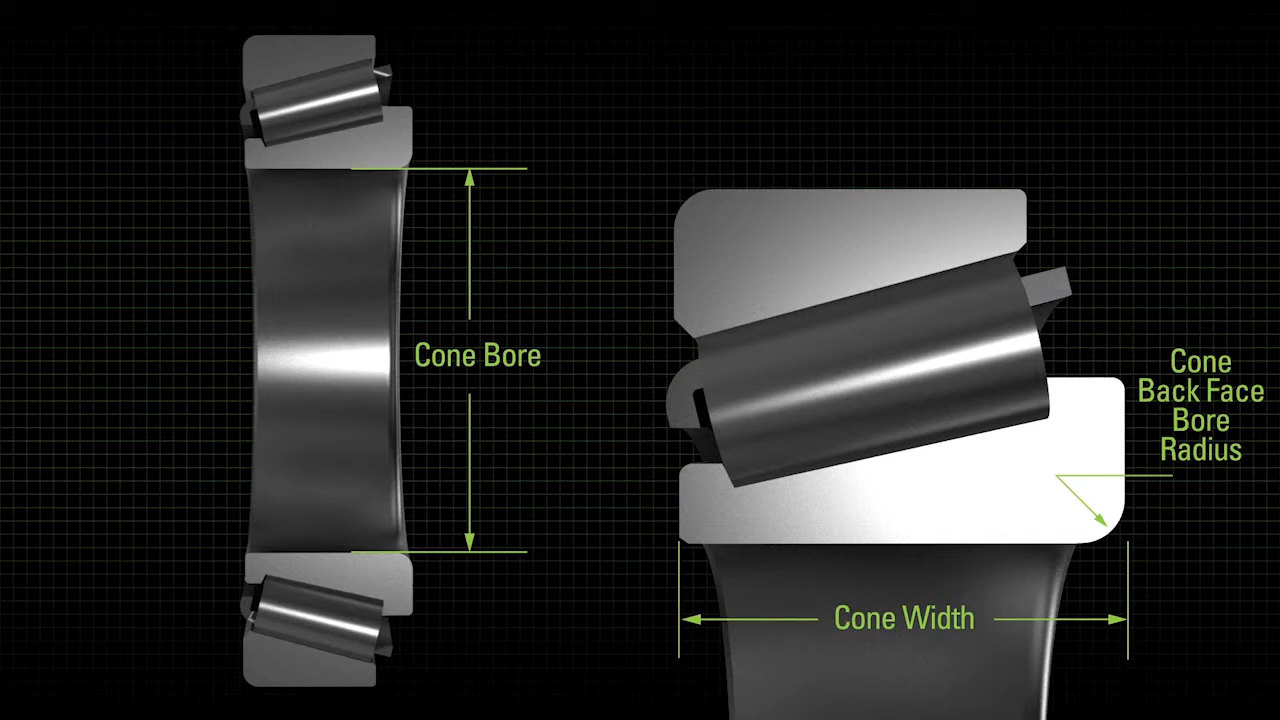 Cone Bore
Cone
Back Face
Bore
Radius
Cone Width